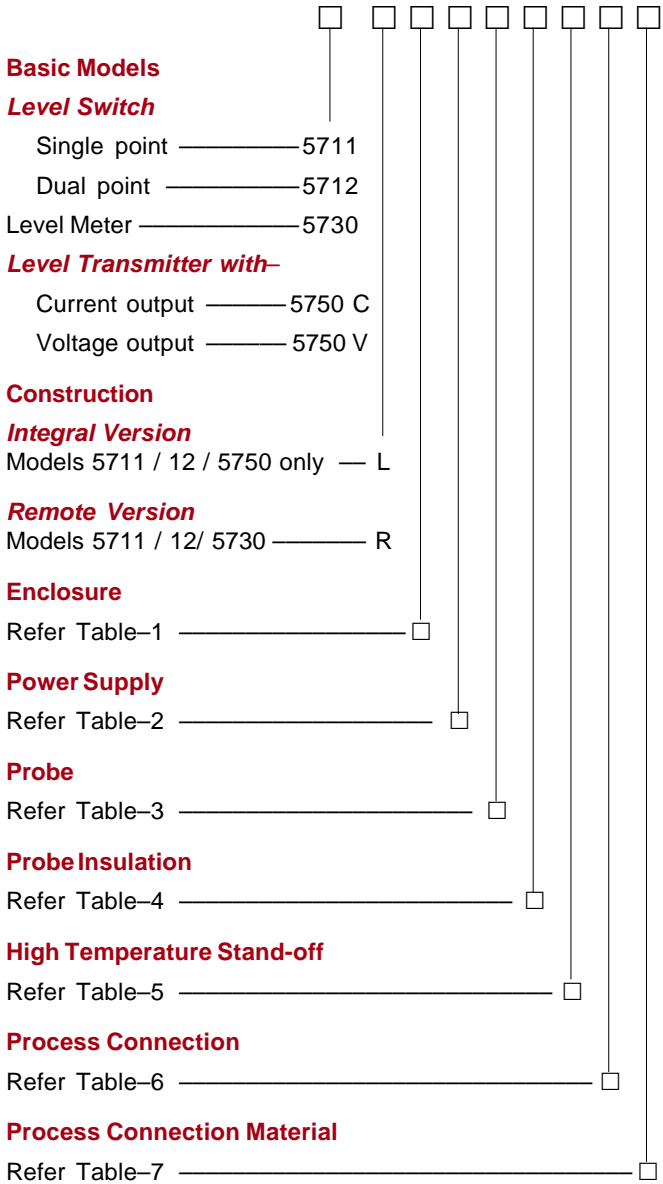 Basic Models
Level Switch
Single point 5711
Dual point 5712
Level Meter 5730
Level Transmitter with–
Current output 5750 C
Voltage output 5750 V
Construction
Integral Version
Models 5711 / 12 / 5750 only L
Remote Version
Models 5711 / 12/ 5730 R
Enclosure
Refer Table–1
Power Supply
Refer Table–2
Probe
Refer Table–3
Probe Insulation
Refer Table–4
High Temperature Stand-off
Refer Table–5
Process Connection
Refer Table–6
Process Connection Material
Refer Table–7